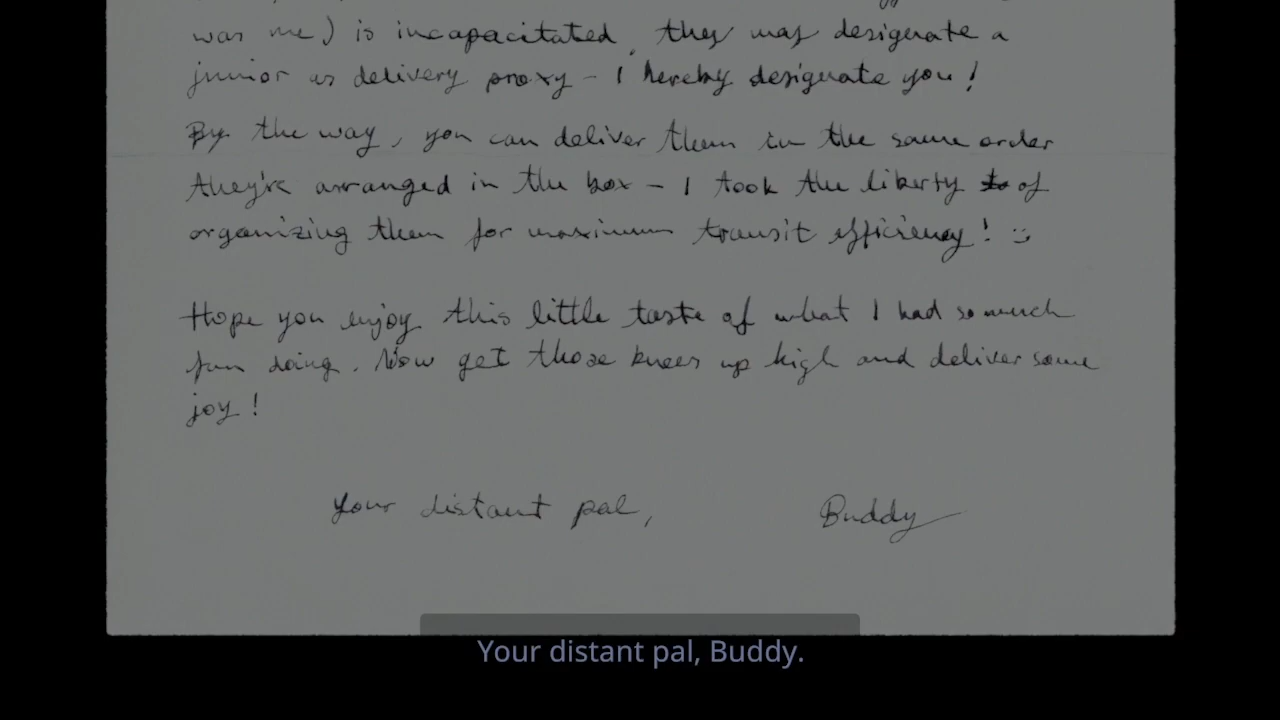 was me) is incapacitated, they may designate a
junior as delivery proxy – I hereby designate you!
By the way, you can deliver them in the same order
they're arranged in the box – I took the liberty to of
organizing them for maximum transit efficiency! :)
Hope you enjoy this little taste of what I had so much
fun doing. Now get those knees up high and deliver some
joy!
Your distant pal, Buddy
Your distant pal, Buddy.